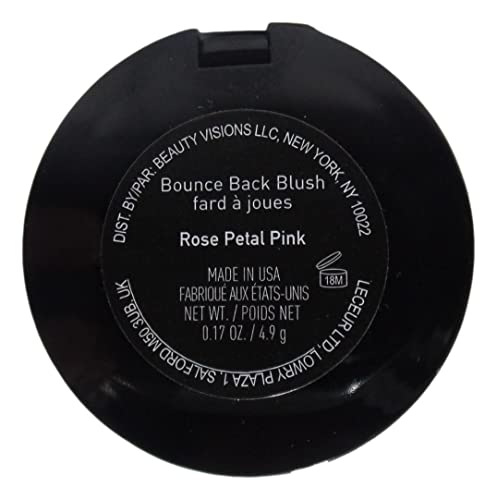 DIST. BY/PAR: BEAUTY VISIONS LLC, NEW YORK, NY 10022
Bounce Back Blush
fard à joues
Rose Petal Pink
MADE IN USA
FABRIQUÉ AUX ÉTATS-UNIS
NET WT. / POIDS NET
0.17 OZ. / 4.9 g
18M
LECEUR LTD, LOWRY PLAZA 1, SALFORD M50 3UB, UK